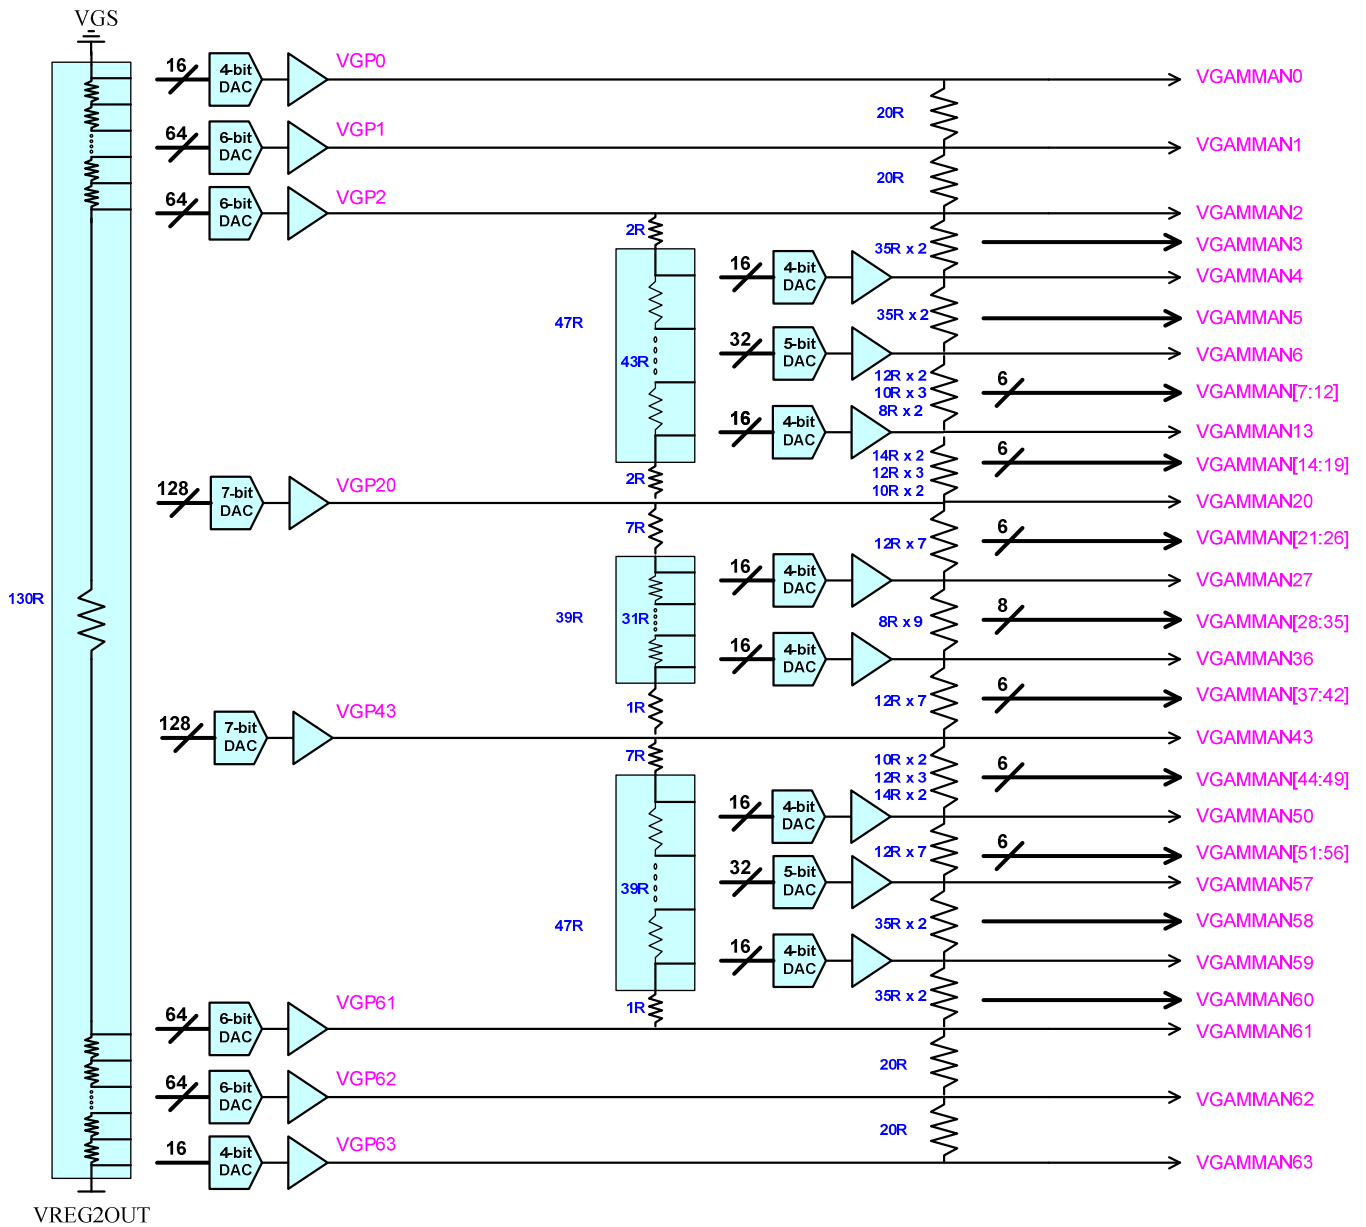 VGS
16
4-bit
DAC
VGP0
VGAMMAN0
20R
64
6-bit
DAC
VGP1
VGAMMAN1
20R
64
6-bit
DAC
VGP2
VGAMMAN2
2R
35R x 2
VGAMMAN3
16
4-bit
DAC
VGAMMAN4
47R
35R x 2
VGAMMAN5
43R
32
5-bit
DAC
VGAMMAN6
12R x 2
10R x 3
8R x 2
6
VGAMMAN[7:12]
16
4-bit
DAC
VGAMMAN13
2R
14R x 2
12R x 3
10R x 2
6
VGAMMAN[14:19]
128
7-bit
DAC
VGP20
VGAMMAN20
7R
12R x 7
6
VGAMMAN[21:26]
16
4-bit
DAC
VGAMMAN27
130R
39R
31R
8R x 9
8
VGAMMAN[28:35]
16
4-bit
DAC
VGAMMAN36
1R
12R x 7
6
VGAMMAN[37:42]
128
7-bit
DAC
VGP43
VGAMMAN43
7R
10R x 2
12R x 3
14R x 2
6
VGAMMAN[44:49]
16
4-bit
DAC
VGAMMAN50
12R x 7
6
VGAMMAN[51:56]
39R
32
5-bit
DAC
VGAMMAN57
47R
35R x 2
VGAMMAN58
16
4-bit
DAC
VGAMMAN59
1R
35R x 2
VGAMMAN60
64
6-bit
DAC
VGP61
VGAMMAN61
20R
64
6-bit
DAC
VGP62
VGAMMAN62
20R
16
4-bit
DAC
VGP63
VGAMMAN63
VREG2OUT